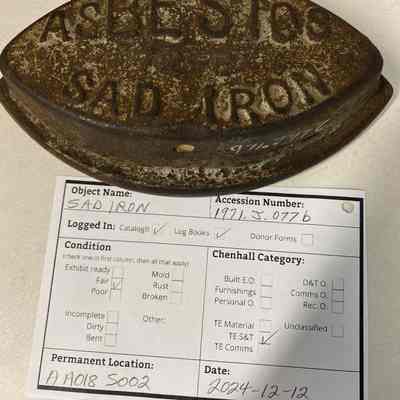 ASBESTOS
SAD IRON
Object Name:
SAD IRON
Accession Number:
1971.J.077b
Logged In: Catalog® ✓ Log Books ✓ Donor Forms
Condition
(check one in first column, then all that apply)
Exhibit ready
Fair ✓
Poor
Incomplete
Dirty
Bent
Mold
Rust
Broken
Other:
Chenhall Category:
Built E.O.
Furnishings
Personal O.
TE Material
TE S&T ✓
TE Comms
D&T O.
Comms O.
Rec. O.
Unclassified
Permanent Location:
A A018 S002
Date:
2024-12-12